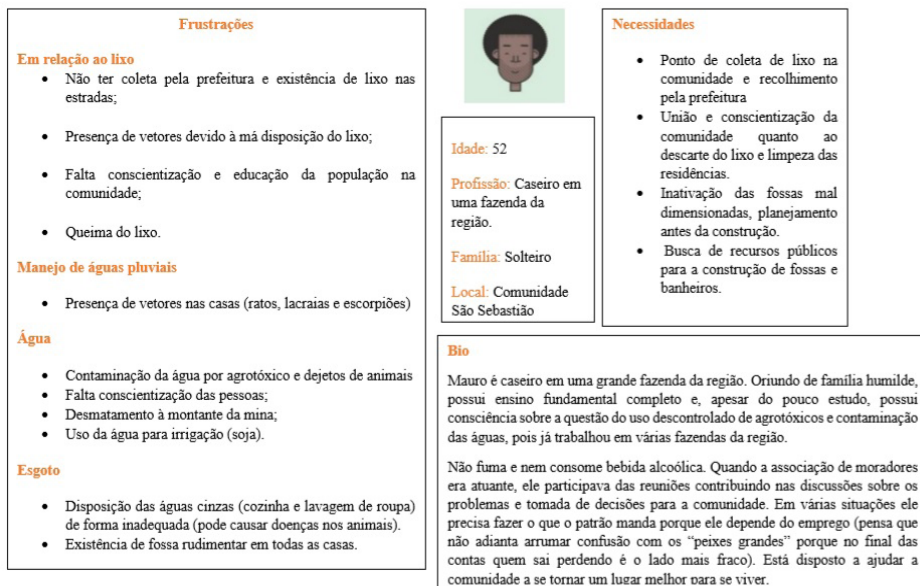 Frustrações
Em relação ao lixo
• Não ter coleta pela prefeitura e existência de lixo nas
estradas;
• Presença de vetores devido à má disposição do lixo;
• Falta conscientização e educação da população na
comunidade;
• Queima do lixo.
Manejo de águas pluviais
• Presença de vetores nas casas (ratos, lacraias e escorpiões)
Água
• Contaminação da água por agrotóxico e dejetos de animais
• Falta conscientização das pessoas;
• Desmatamento à montante da mina;
• Uso da água para irrigação (soja).
Esgoto
• Disposição das águas cinzas (cozinha e lavagem de roupa)
de forma inadequada (pode causar doenças nos animais).
• Existência de fossa rudimentar em todas as casas.
Idade: 52
Profissão: Caseiro em
uma fazenda da
região.
Família: Solteiro
Local: Comunidade
São Sebastião
Necessidades
• Ponto de coleta de lixo na
comunidade e recolhimento
pela prefeitura
• União e conscientização da
comunidade quanto ao
descarte do lixo e limpeza das
residências.
• Inativação das fossas mal
dimensionadas, planejamento
antes da construção.
• Busca de recursos públicos
para a construção de fossas e
banheiros.
Bio
Mauro é caseiro em uma grande fazenda da região. Oriundo de família humilde,
possui ensino fundamental completo e, apesar do pouco estudo, possui
consciência sobre a questão do uso descontrolado de agrotóxicos e contaminação
das águas, pois já trabalhou em várias fazendas da região.
Não fuma e nem consome bebida alcoólica. Quando a associação de moradores
era atuante, ele participava das reuniões contribuindo nas discussões sobre os
problemas e tomada de decisões para a comunidade. Em várias situações ele
precisa fazer o que o patrão manda porque ele depende do emprego (pensa que
não adianta arrumar confusão com os “peixes grandes” porque no final das
contas quem sai perdendo é o lado mais fraco). Está disposto a ajudar a
comunidade a se tornar um lugar melhor para se viver.